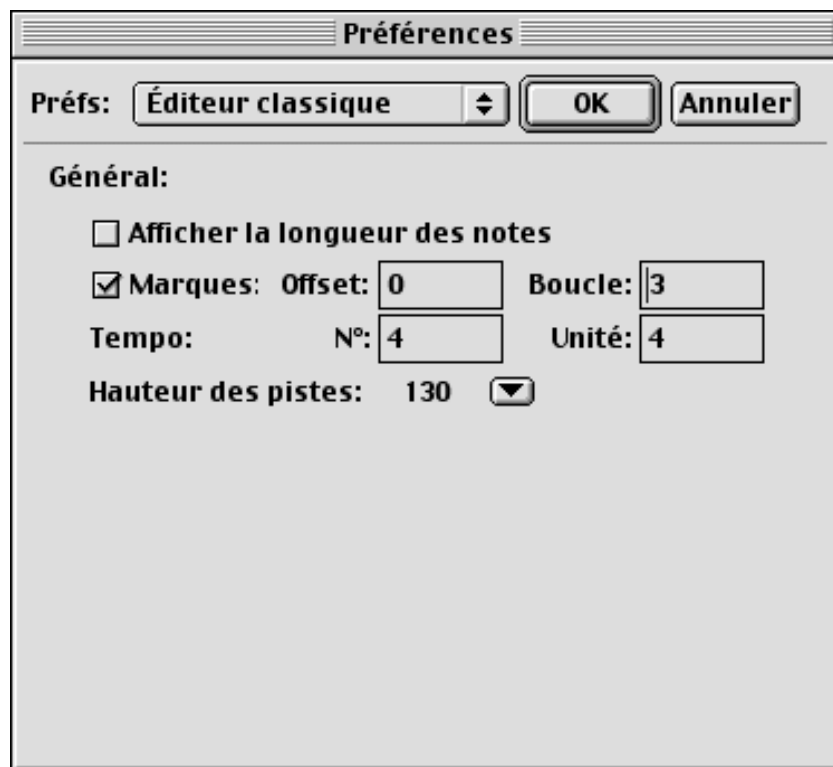 Préférences
Préfs: Éditeur classique OK Annuler
Général:
Afficher la longueur des notes
Marques: Offset: 0 Boucle: 3
Tempo: N°: 4 Unité: 4
Hauteur des pistes: 130